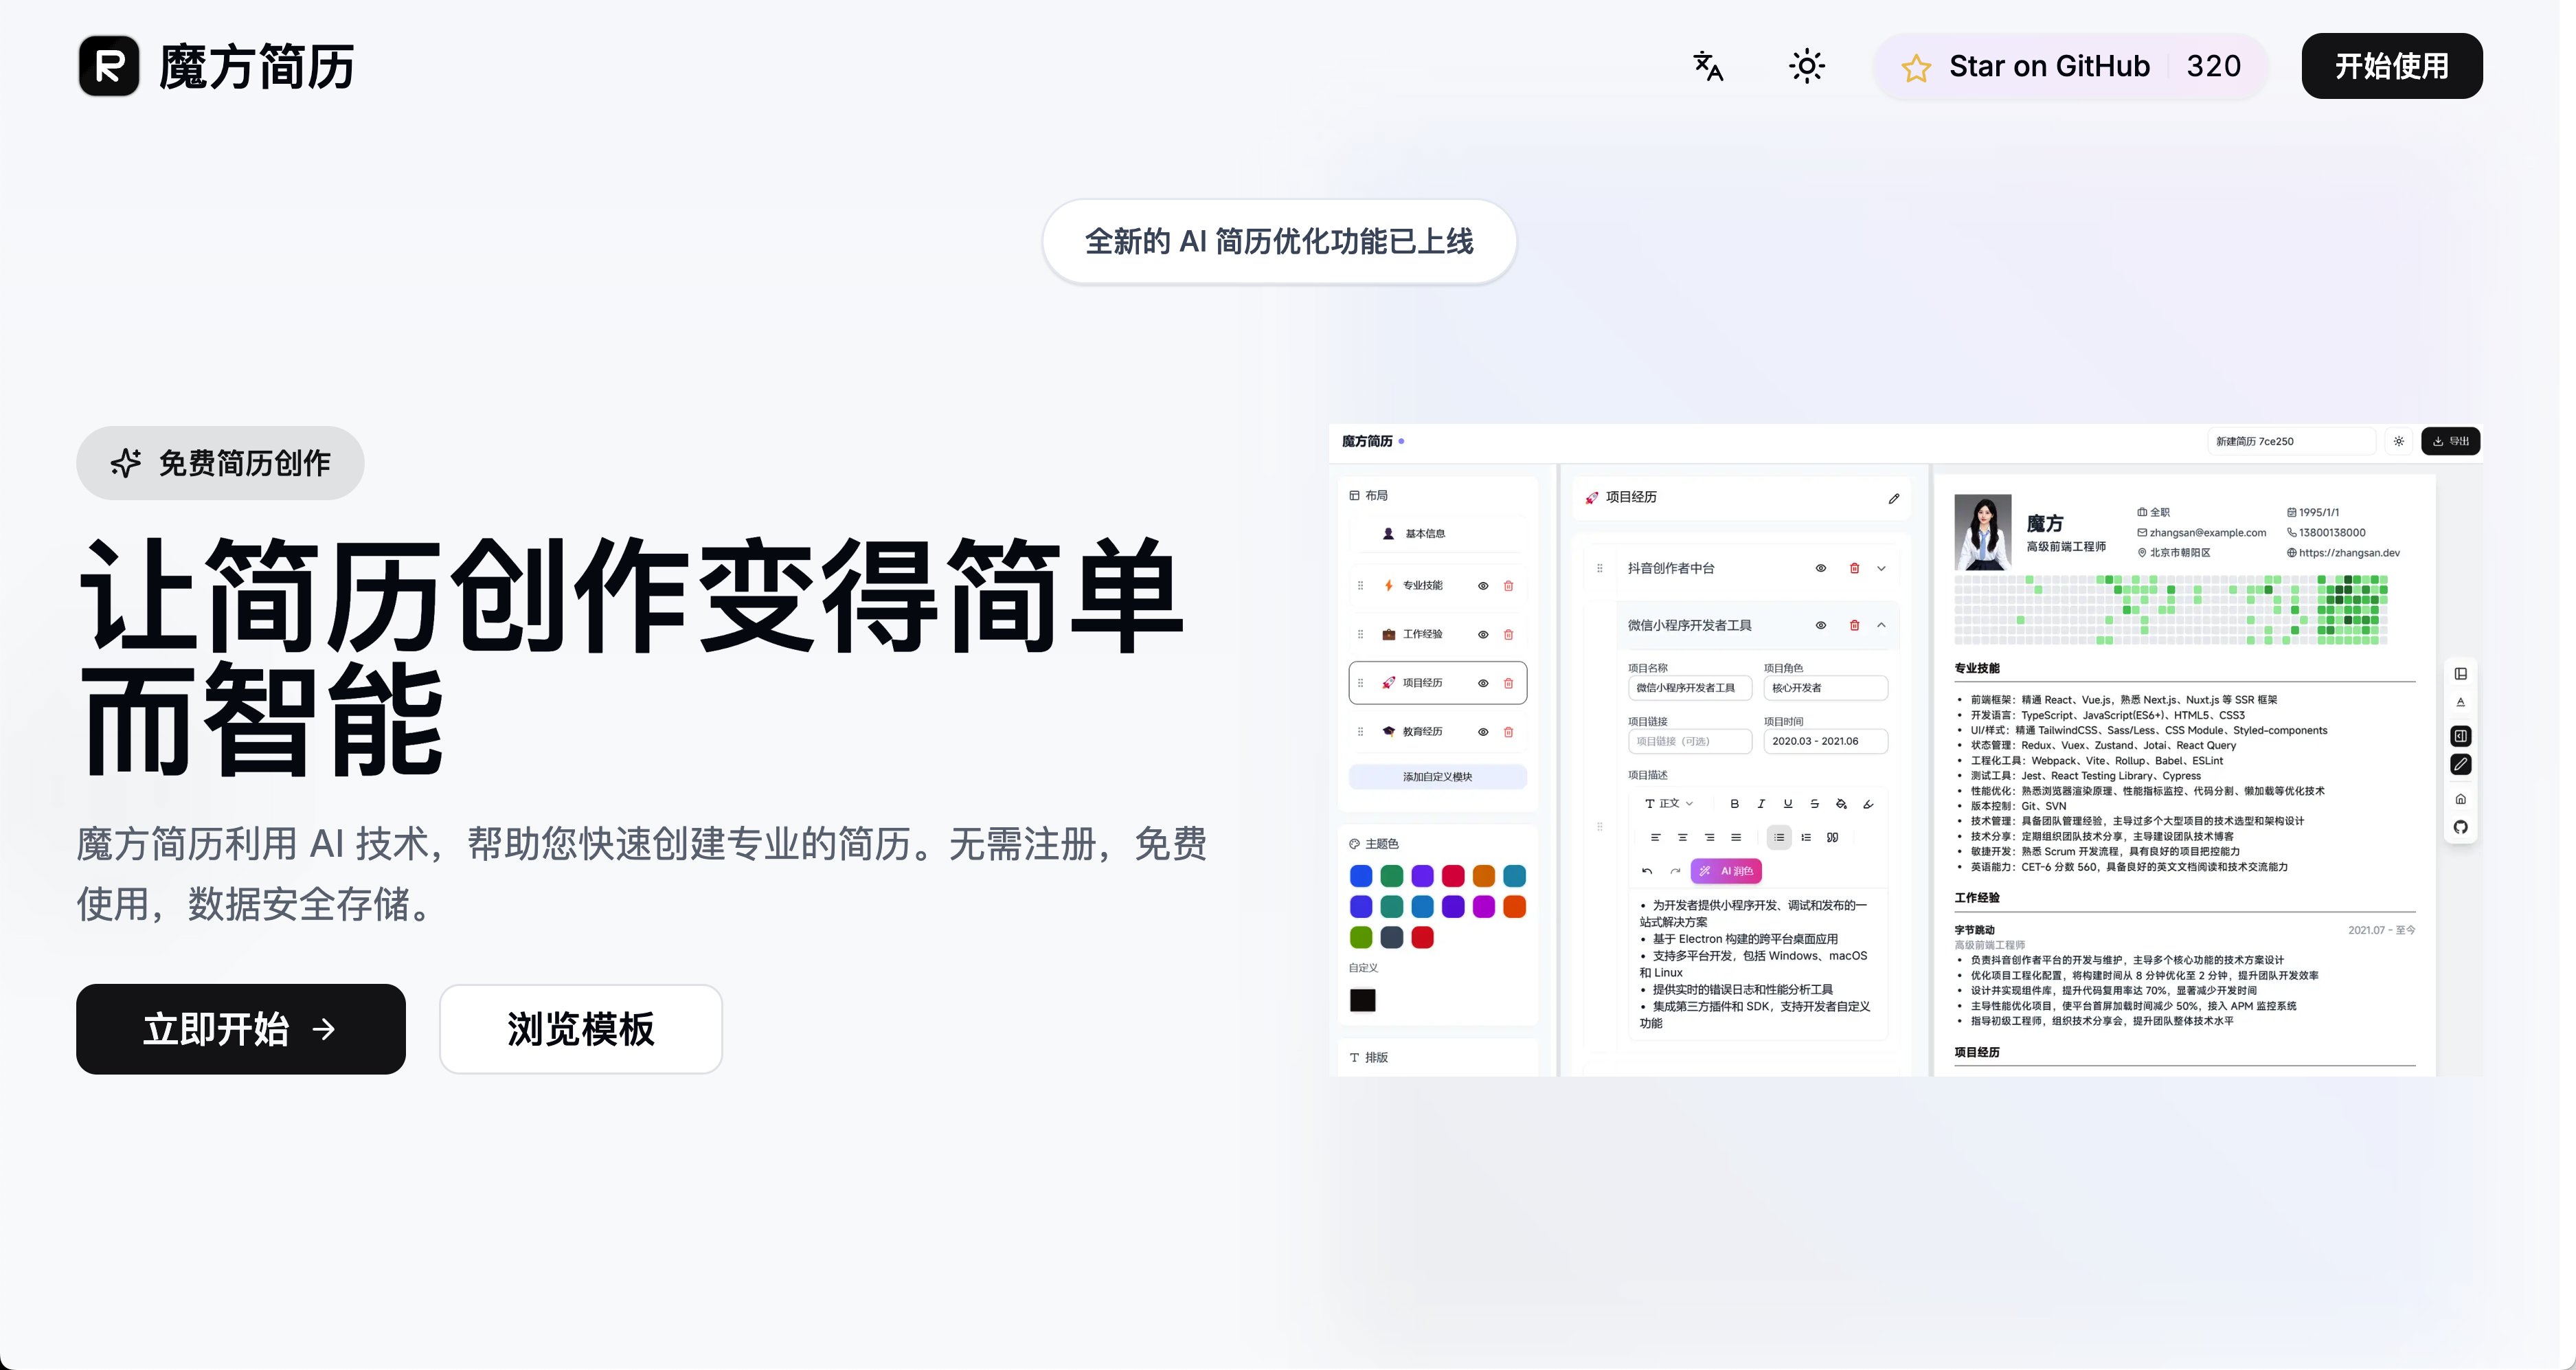 魔方简历
Star on GitHub 320
开始使用
全新的 AI 简历优化功能已上线
免费简历创作
让简历创作变得简单
而智能
魔方简历利用 AI 技术，帮助您快速创建专业的简历。无需注册，免费
使用，数据安全存储。
立即开始
浏览模板
魔方简历
新建简历 7ce250
导出
布局
基本信息
专业技能
工作经验
项目经历
教育经历
添加自定义模块
主题色
自定义
排版
项目经历
抖音创作者中台
微信小程序开发者工具
项目名称 项目角色
微信小程序开发者工具 核心开发者
项目链接 项目时间
项目链接（可选） 2020.03 - 2021.06
项目描述
正文
AI 润色
• 为开发者提供小程序开发、调试和发布的一
站式解决方案
• 基于 Electron 构建的跨平台桌面应用
• 支持多平台开发，包括 Windows、macOS
和 Linux
• 提供实时的错误日志和性能分析工具
• 集成第三方插件和 SDK，支持开发者自定义
功能
魔方
高级前端工程师
全职 1995/1/1
zhangsan@example.com 13800138000
北京市朝阳区 https://zhangsan.dev
专业技能
• 前端框架：精通 React、Vue.js，熟悉 Next.js、Nuxt.js 等 SSR 框架
• 开发语言：TypeScript、JavaScript(ES6+)、HTML5、CSS3
• UI/样式：精通 TailwindCSS、Sass/Less、CSS Module、Styled-components
• 状态管理：Redux、Vuex、Zustand、Jotai、React Query
• 工程化工具：Webpack、Vite、Rollup、Babel、ESLint
• 测试工具：Jest、React Testing Library、Cypress
• 性能优化：熟悉浏览器渲染原理、性能指标监控、代码分割、懒加载等优化技术
• 版本控制：Git、SVN
• 技术管理：具备团队管理经验，主导过多个大型项目的技术选型和架构设计
• 技术分享：定期组织团队技术分享，主导建设团队技术博客
• 敏捷开发：熟悉 Scrum 开发流程，具有良好的项目把控能力
• 英语能力：CET-6 分数 560，具备良好的英文文档阅读和技术交流能力
工作经验
字节跳动 2021.07 - 至今
高级前端工程师
• 负责抖音创作者平台的开发与维护，主导多个核心功能的技术方案设计
• 优化项目工程化配置，将构建时间从 8 分钟优化至 2 分钟，提升团队开发效率
• 设计并实现组件库，提升代码复用率达 70%，显著减少开发时间
• 主导性能优化项目，使平台首屏加载时间减少 50%，接入 APM 监控系统
• 指导初级工程师，组织技术分享会，提升团队整体技术水平
项目经历